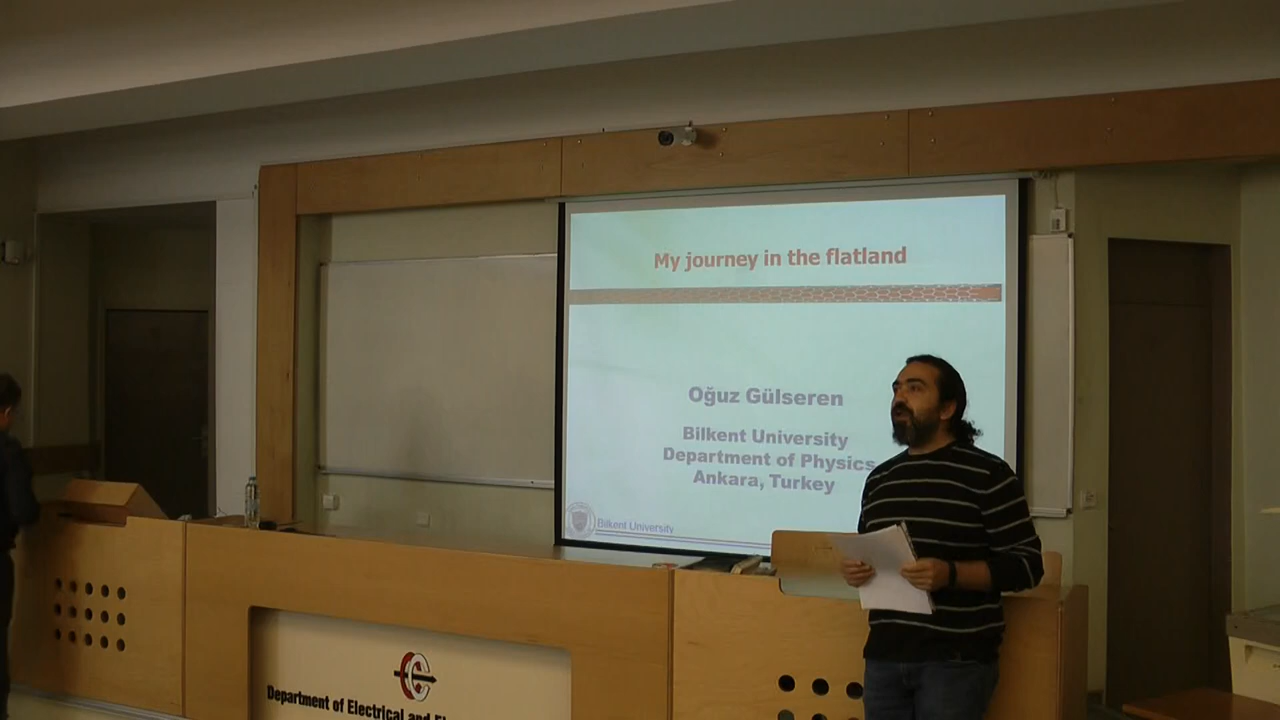 My journey in the flatland
Oğuz Gülseren
Bilkent University
Department of Physics
Ankara, Turkey
Bilkent University
Department of Electrical and